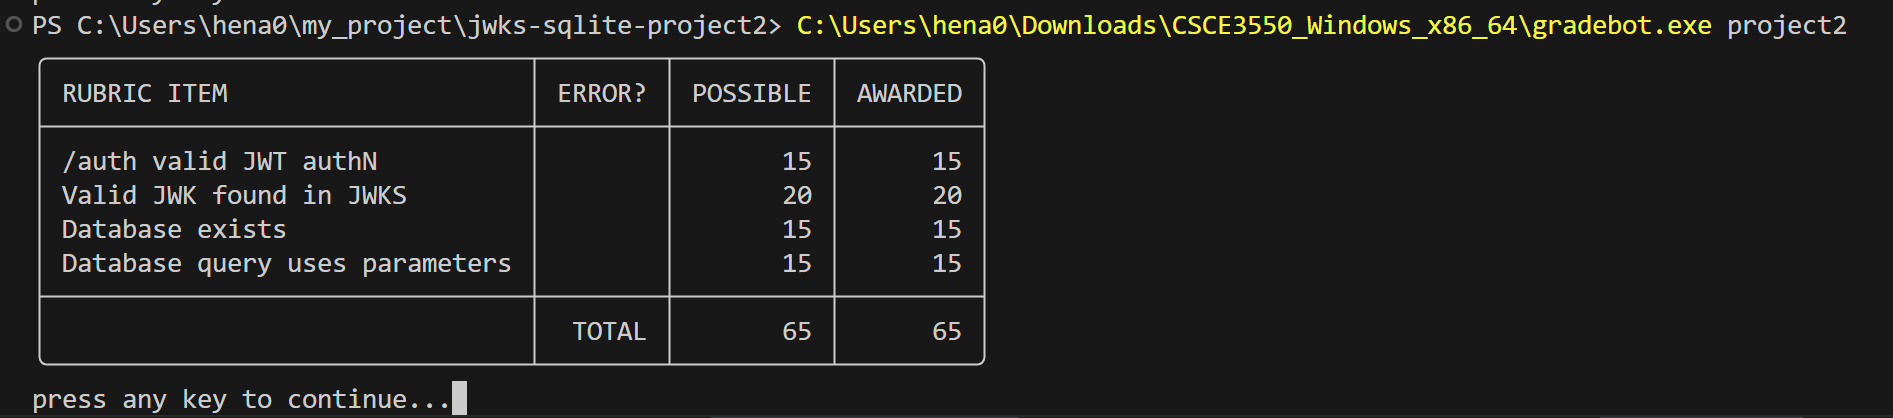 PS C:\Users\hena0\my_project\jwks-sqlite-project2> C:\Users\hena0\Downloads\CSCE3550_Windows_x86_64\gradebot.exe project2
RUBRIC ITEM ERROR? POSSIBLE AWARDED
/auth valid JWT authN 15 15
Valid JWK found in JWKS 20 20
Database exists 15 15
Database query uses parameters 15 15
TOTAL 65 65
press any key to continue...